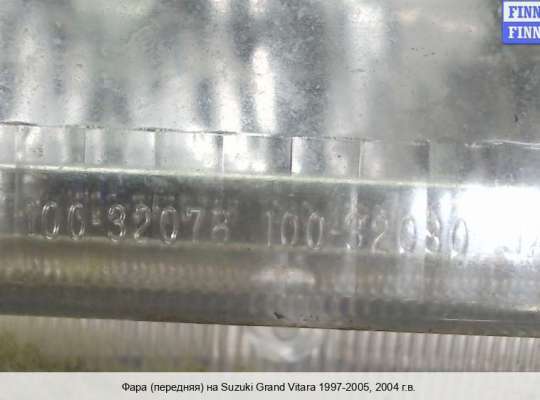 FINN
FINN
100-32078 100-32080
Фара (передняя) на Suzuki Grand Vitara 1997-2005, 2004 г.в.